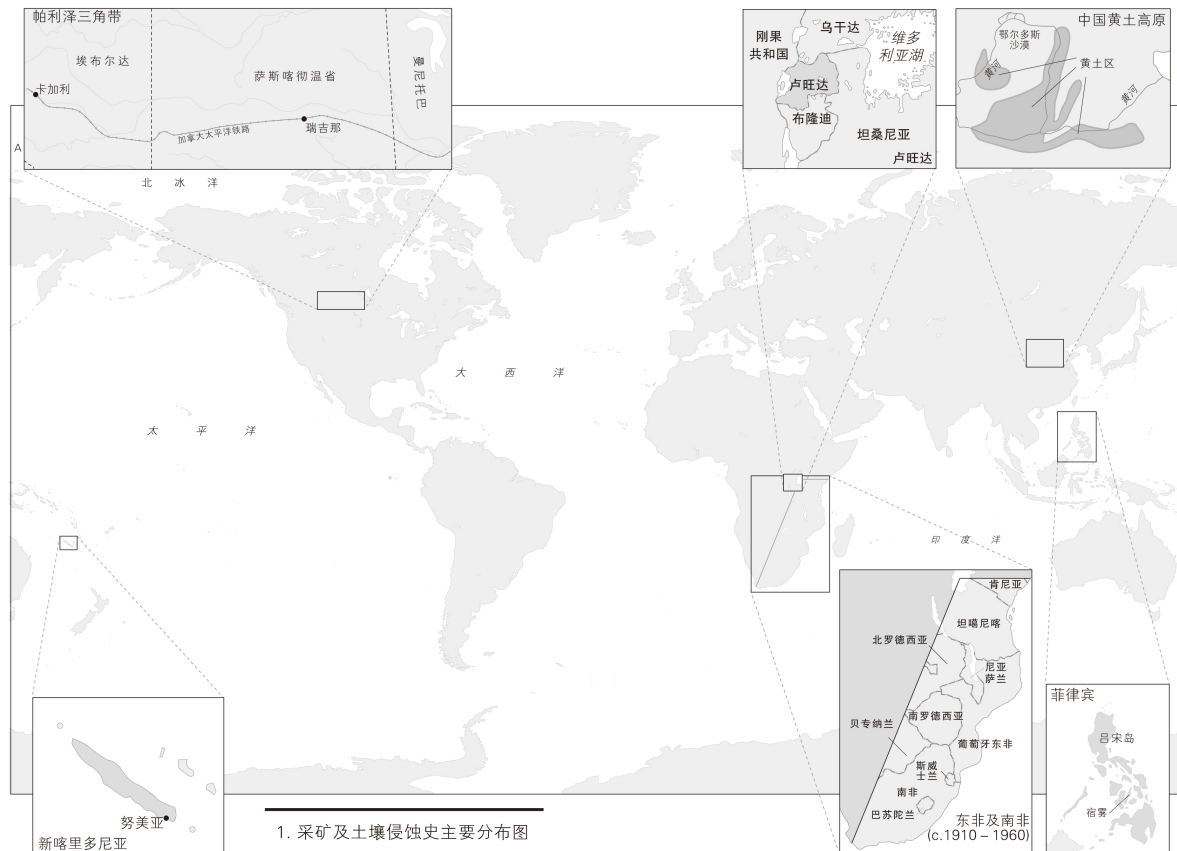 帕利泽三角带
埃布尔达
萨斯喀彻温省
曼尼托巴
卡加利
加拿大太平洋铁路
瑞吉那
A
刚果
共和国
乌干达
维多
利亚湖
卢旺达
布隆迪
坦桑尼亚
卢旺达
中国黄土高原
鄂尔多斯
沙漠
黄河
黄土区
黄河
北冰洋
大西洋
太平洋
印度洋
肯尼亚
坦噶尼喀
北罗德西亚
尼亚
萨兰
贝专纳兰
南罗德西亚
葡萄牙东非
斯威
士兰
南非
巴苏陀兰
东非及南非
(c.1910－1960)
菲律宾
吕宋岛
宿雾
努美亚
新喀里多尼亚
1. 采矿及土壤侵蚀史主要分布图